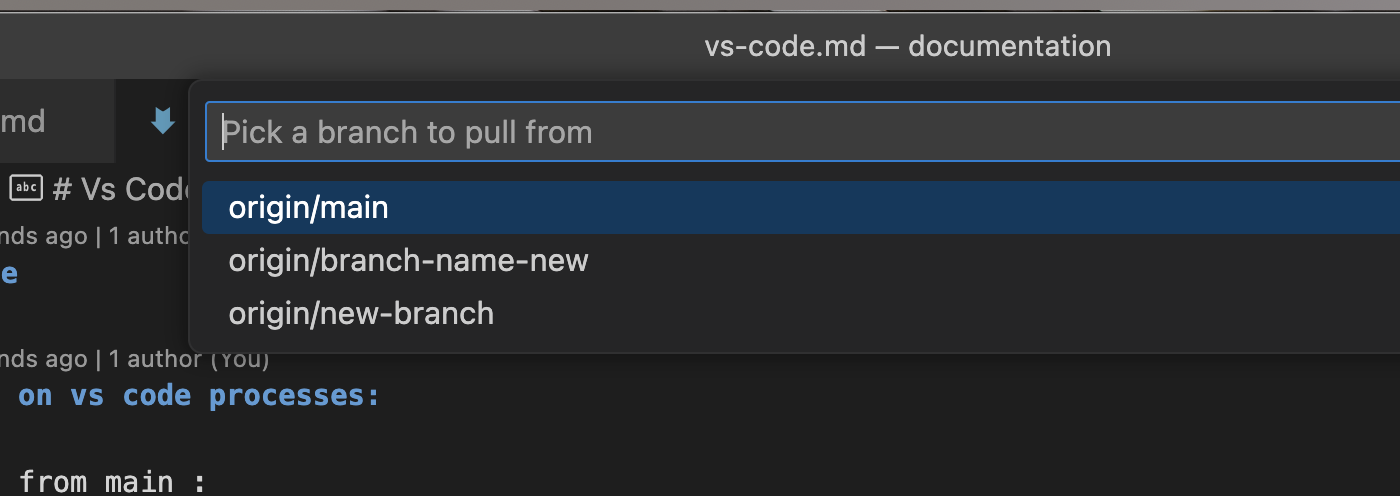 vs-code.md — documentation
md
Pick a branch to pull from
abc # Vs Code
origin/main
nds ago | 1 autho
origin/branch-name-new
e
origin/new-branch
nds ago | 1 author (You)
on vs code processes:
from main :